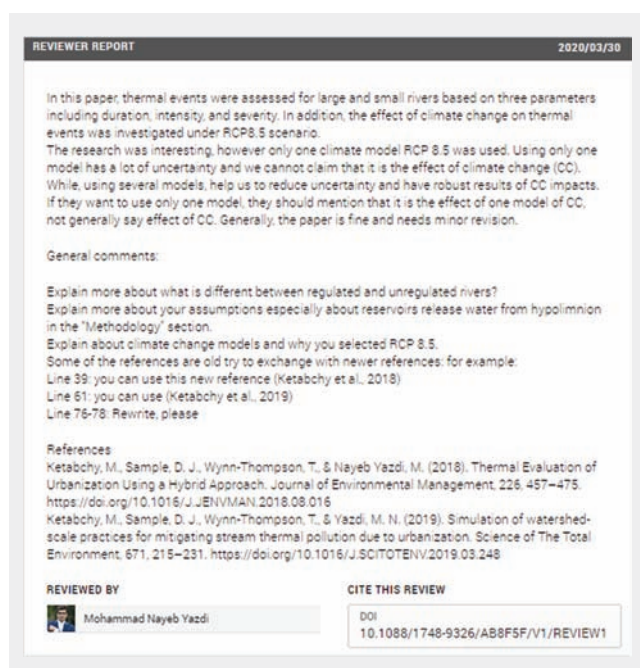 REVIEWER REPORT 2020/03/30
In this paper, thermal events were assessed for large and small rivers based on three parameters
including duration, intensity, and severity. In addition, the effect of climate change on thermal
events was investigated under RCP8.5 scenario.
The research was interesting, however only one climate model RCP 8.5 was used. Using only one
model has a lot of uncertainty and we cannot claim that it is the effect of climate change (CC).
While, using several models, help us to reduce uncertainty and have robust results of CC impacts.
If they want to use only one model, they should mention that it is the effect of one model of CC,
not generally say effect of CC. Generally, the paper is fine and needs minor revision.
General comments:
Explain more about what is different between regulated and unregulated rivers?
Explain more about your assumptions especially about reservoirs release water from hypolimnion
in the "Methodology" section.
Explain about climate change models and why you selected RCP 8.5.
Some of the references are old try to exchange with newer references: for example:
Line 39: you can use this new reference (Ketabchy et al., 2018)
Line 61: you can use (Ketabchy et al., 2019)
Line 76-78: Rewrite, please
References
Ketabchy, M., Sample, D. J., Wynn-Thompson, T., & Nayeb Yazdi, M. (2018). Thermal Evaluation of
Urbanization Using a Hybrid Approach. Journal of Environmental Management, 226, 457–475.
https://doi.org/10.1016/J.JENVMAN.2018.08.016
Ketabchy, M., Sample, D. J., Wynn-Thompson, T., & Yazdi, M. N. (2019). Simulation of watershed-
scale practices for mitigating stream thermal pollution due to urbanization. Science of The Total
Environment, 671, 215–231. https://doi.org/10.1016/J.SCITOTENV.2019.03.248
REVIEWED BY
Mohammad Nayeb Yazdi
CITE THIS REVIEW
DOI
10.1088/1748-9326/AB8F5F/V1/REVIEW1